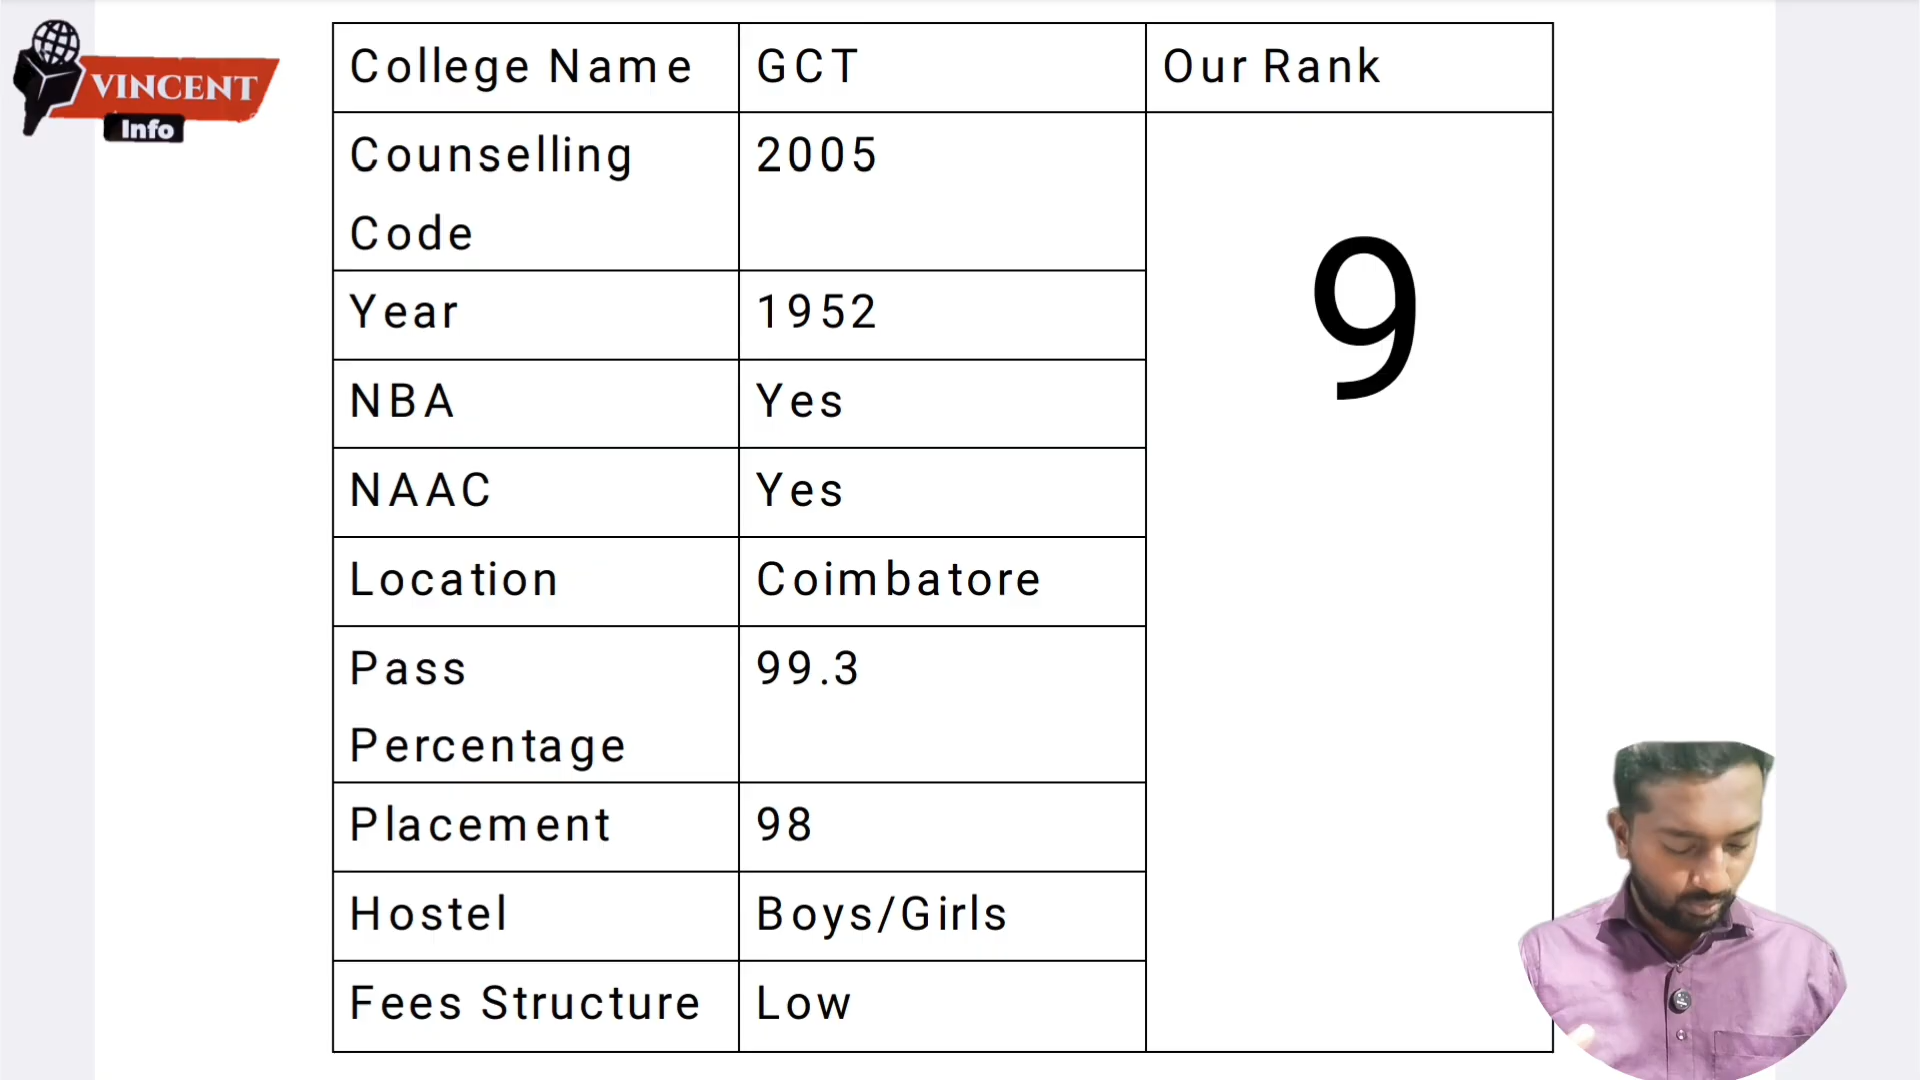 VINCENT
Info
College Name GCT Our Rank
Counselling Code 2005 9
Year 1952
NBA Yes
NAAC Yes
Location Coimbatore
Pass Percentage 99.3
Placement 98
Hostel Boys/Girls
Fees Structure Low